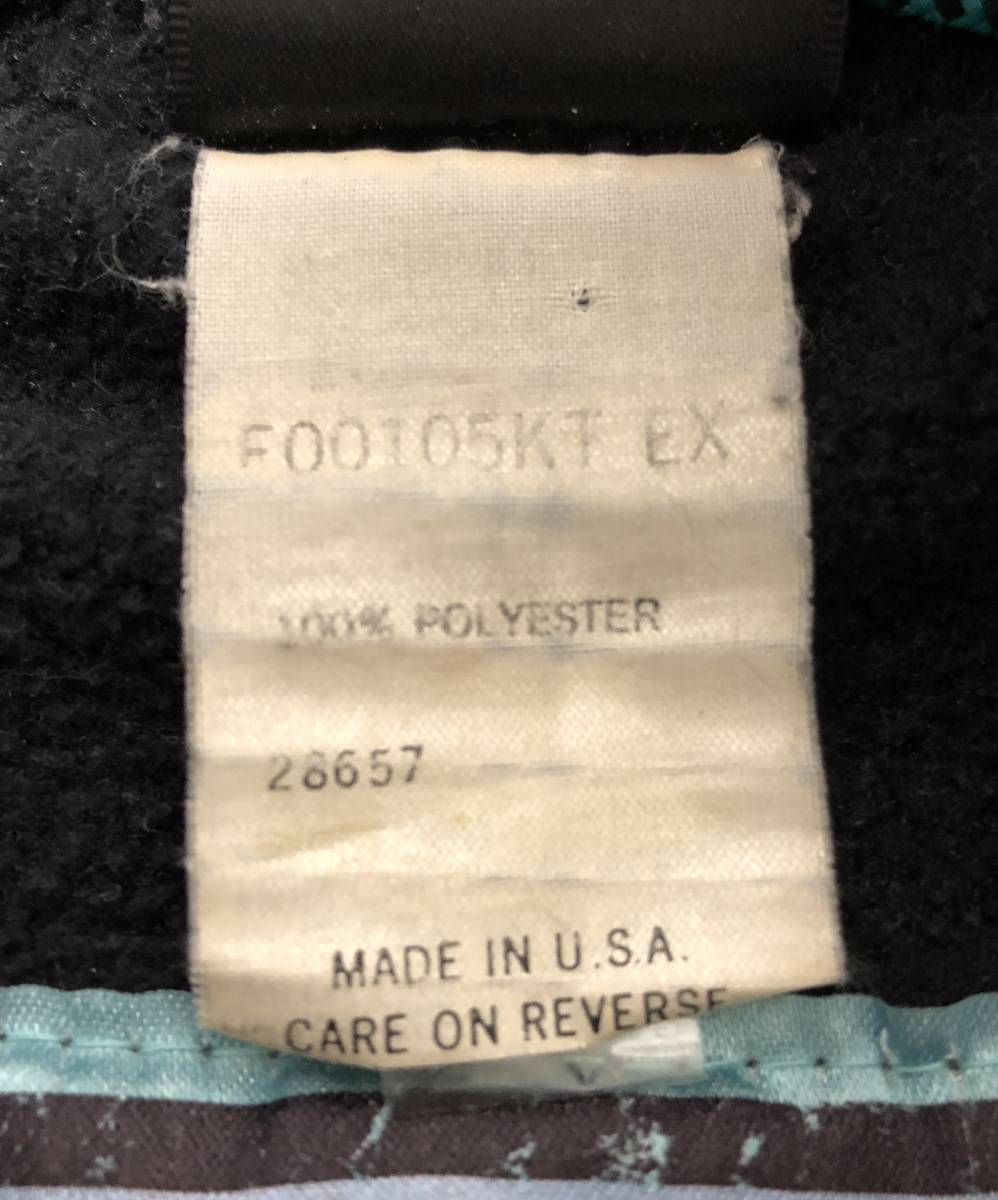 F00105KT EX
100% POLYESTER
28657
MADE IN U.S.A.
CARE ON REVERSE